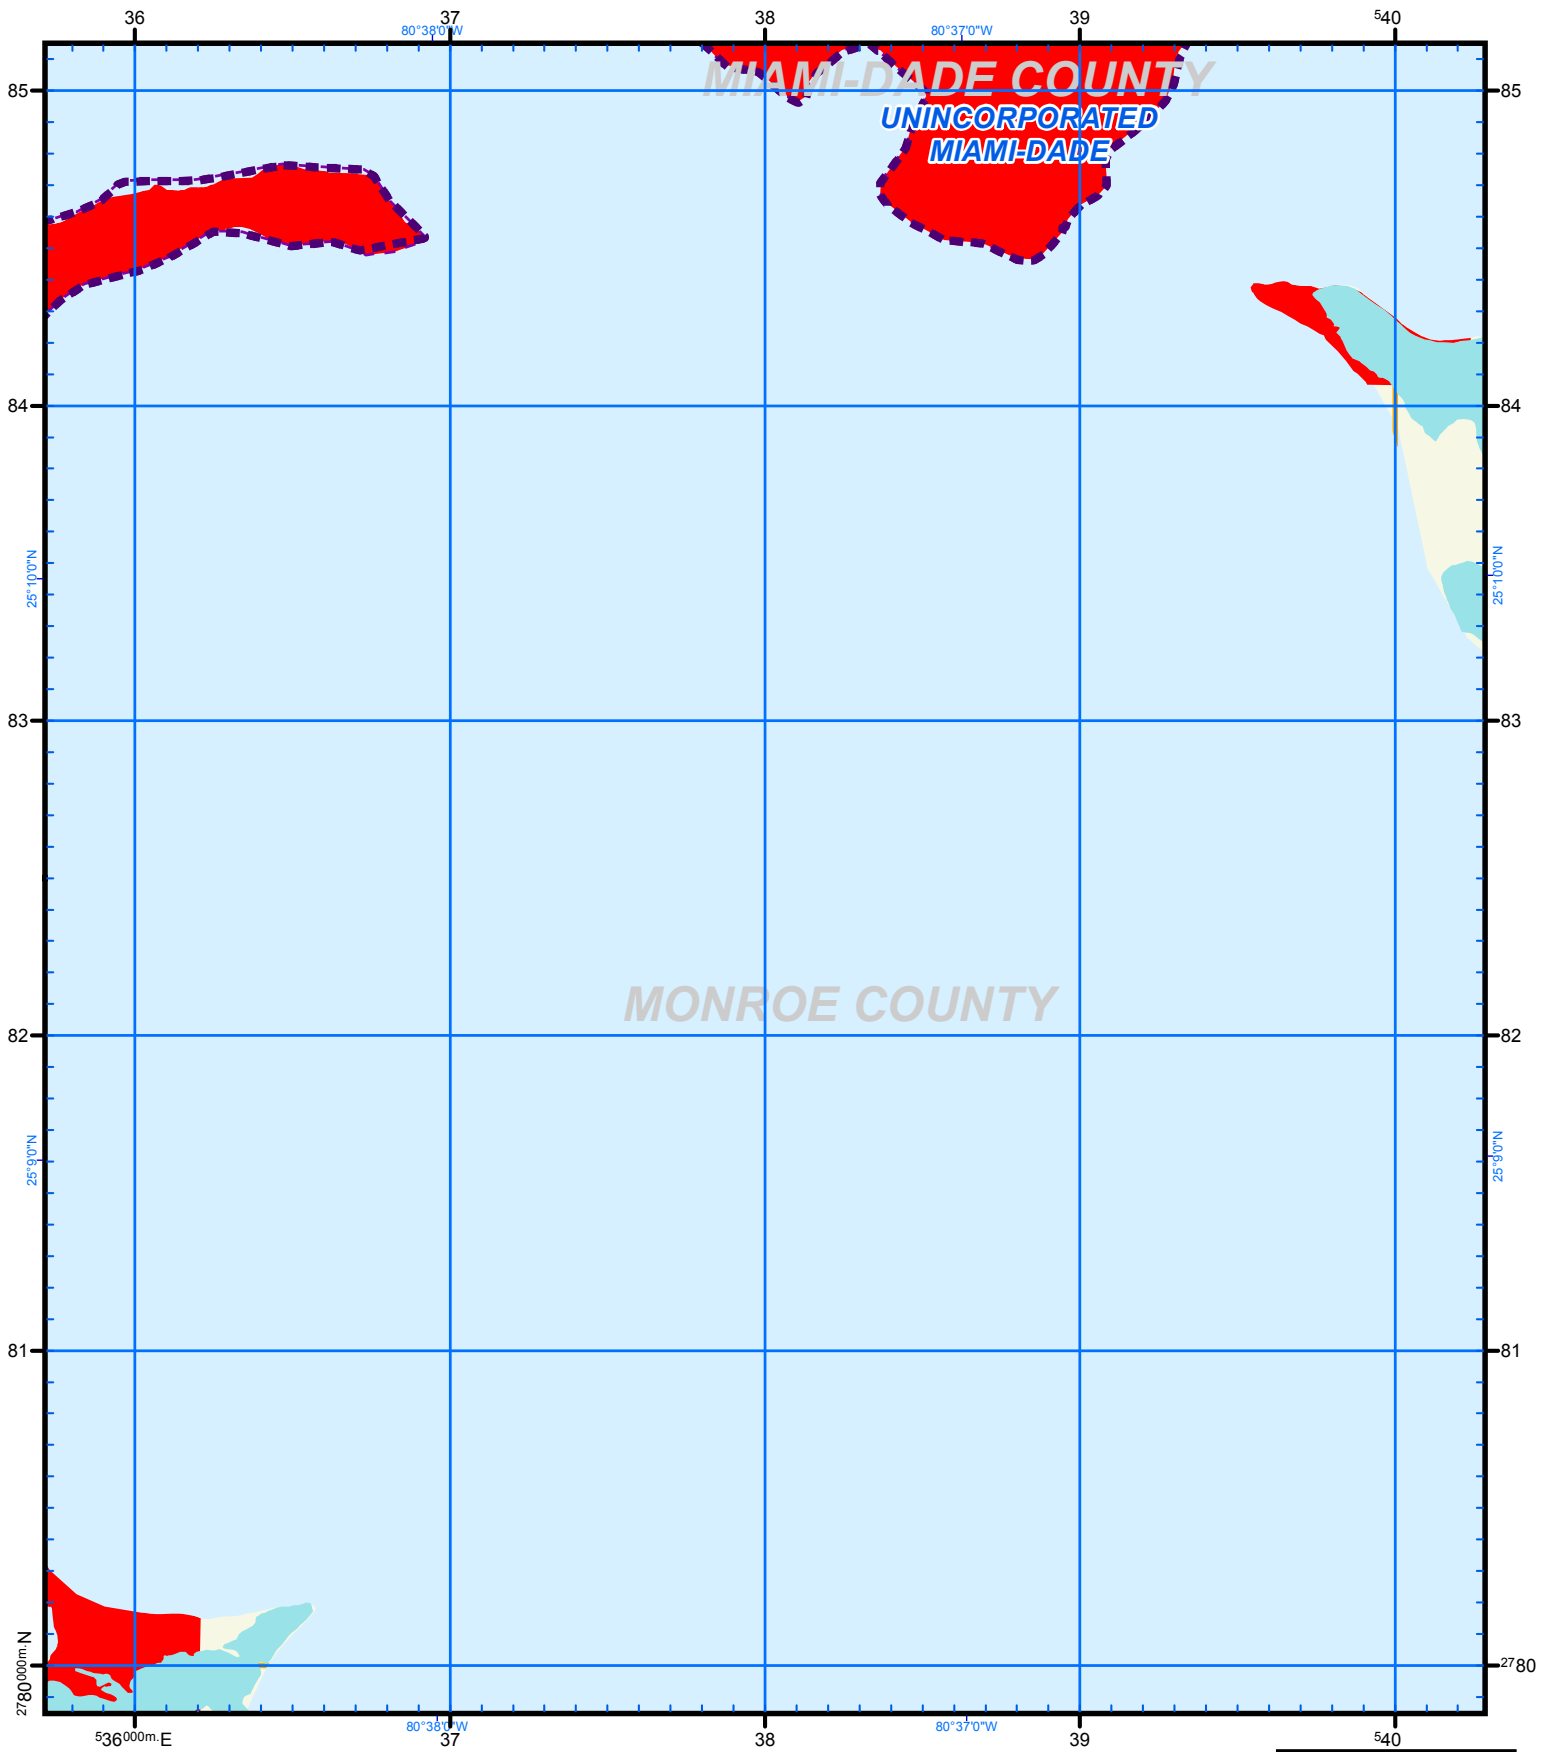 36 37 38 39 540
80°38'0"W 80°37'0"W
MIAMI-DADE COUNTY
85 85
UNINCORPORATED
MIAMI-DADE
84 84
25°10'0"N 25°10'0"N
83 83
MONROE COUNTY
82 82
25°9'0"N 25°9'0"N
81 81
2780000m.N 2780
80°38'0"W 80°37'0"W
536000m.E 37 38 39 540